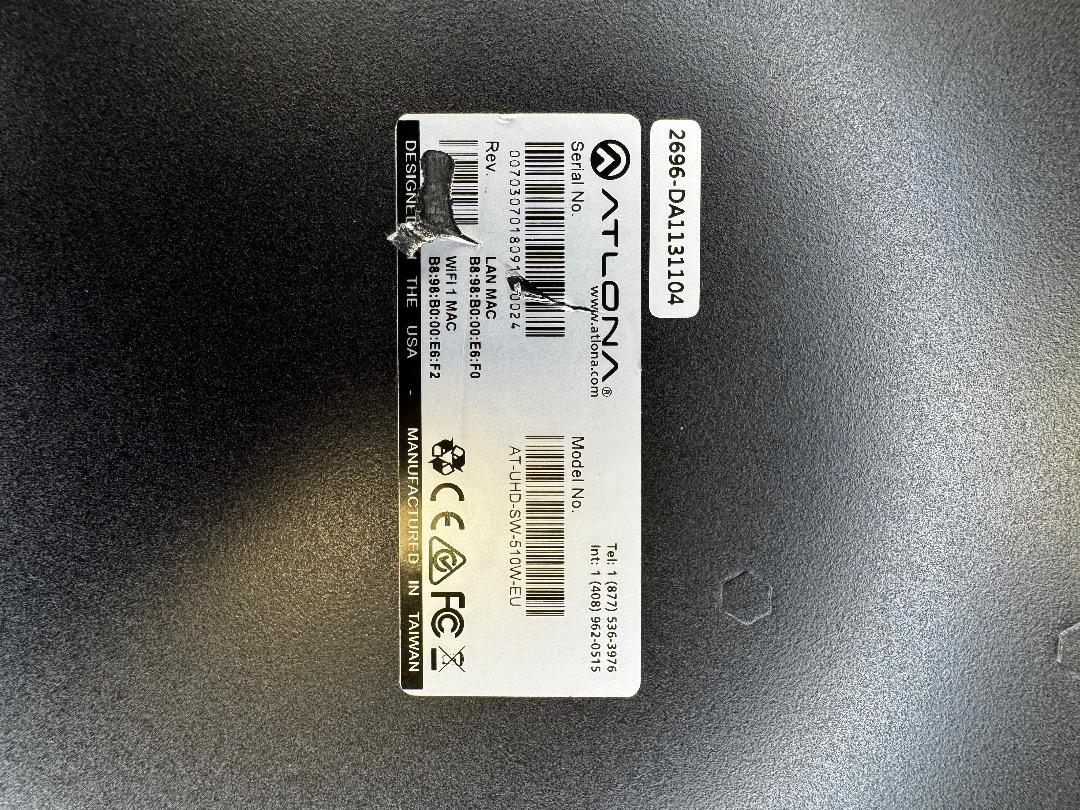 2696-DA1131104
ATLONA®
www.atlona.com
Tel: 1 (877) 536-3976
Int: 1 (408) 962-0515
Serial No.
Model No.
AT-UHD-SW-510W-EU
Rev.
LAN MAC
B8:98:B0:00:E6:F0
WiFi 1 MAC
B8:98:B0:00:E6:F2
CE
FC
THE USA - MANUFACTURED IN TAIWAN